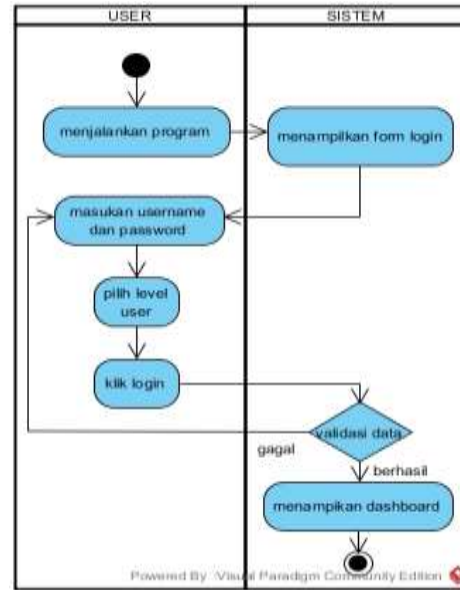 USER
SISTEM
menjalankan program
menampilkan form login
masukan username
dan password
pilih level
user
klik login
validasi data
gagal
berhasil
menampikan dashboard
Powered By Visual Paradigm Community Edition